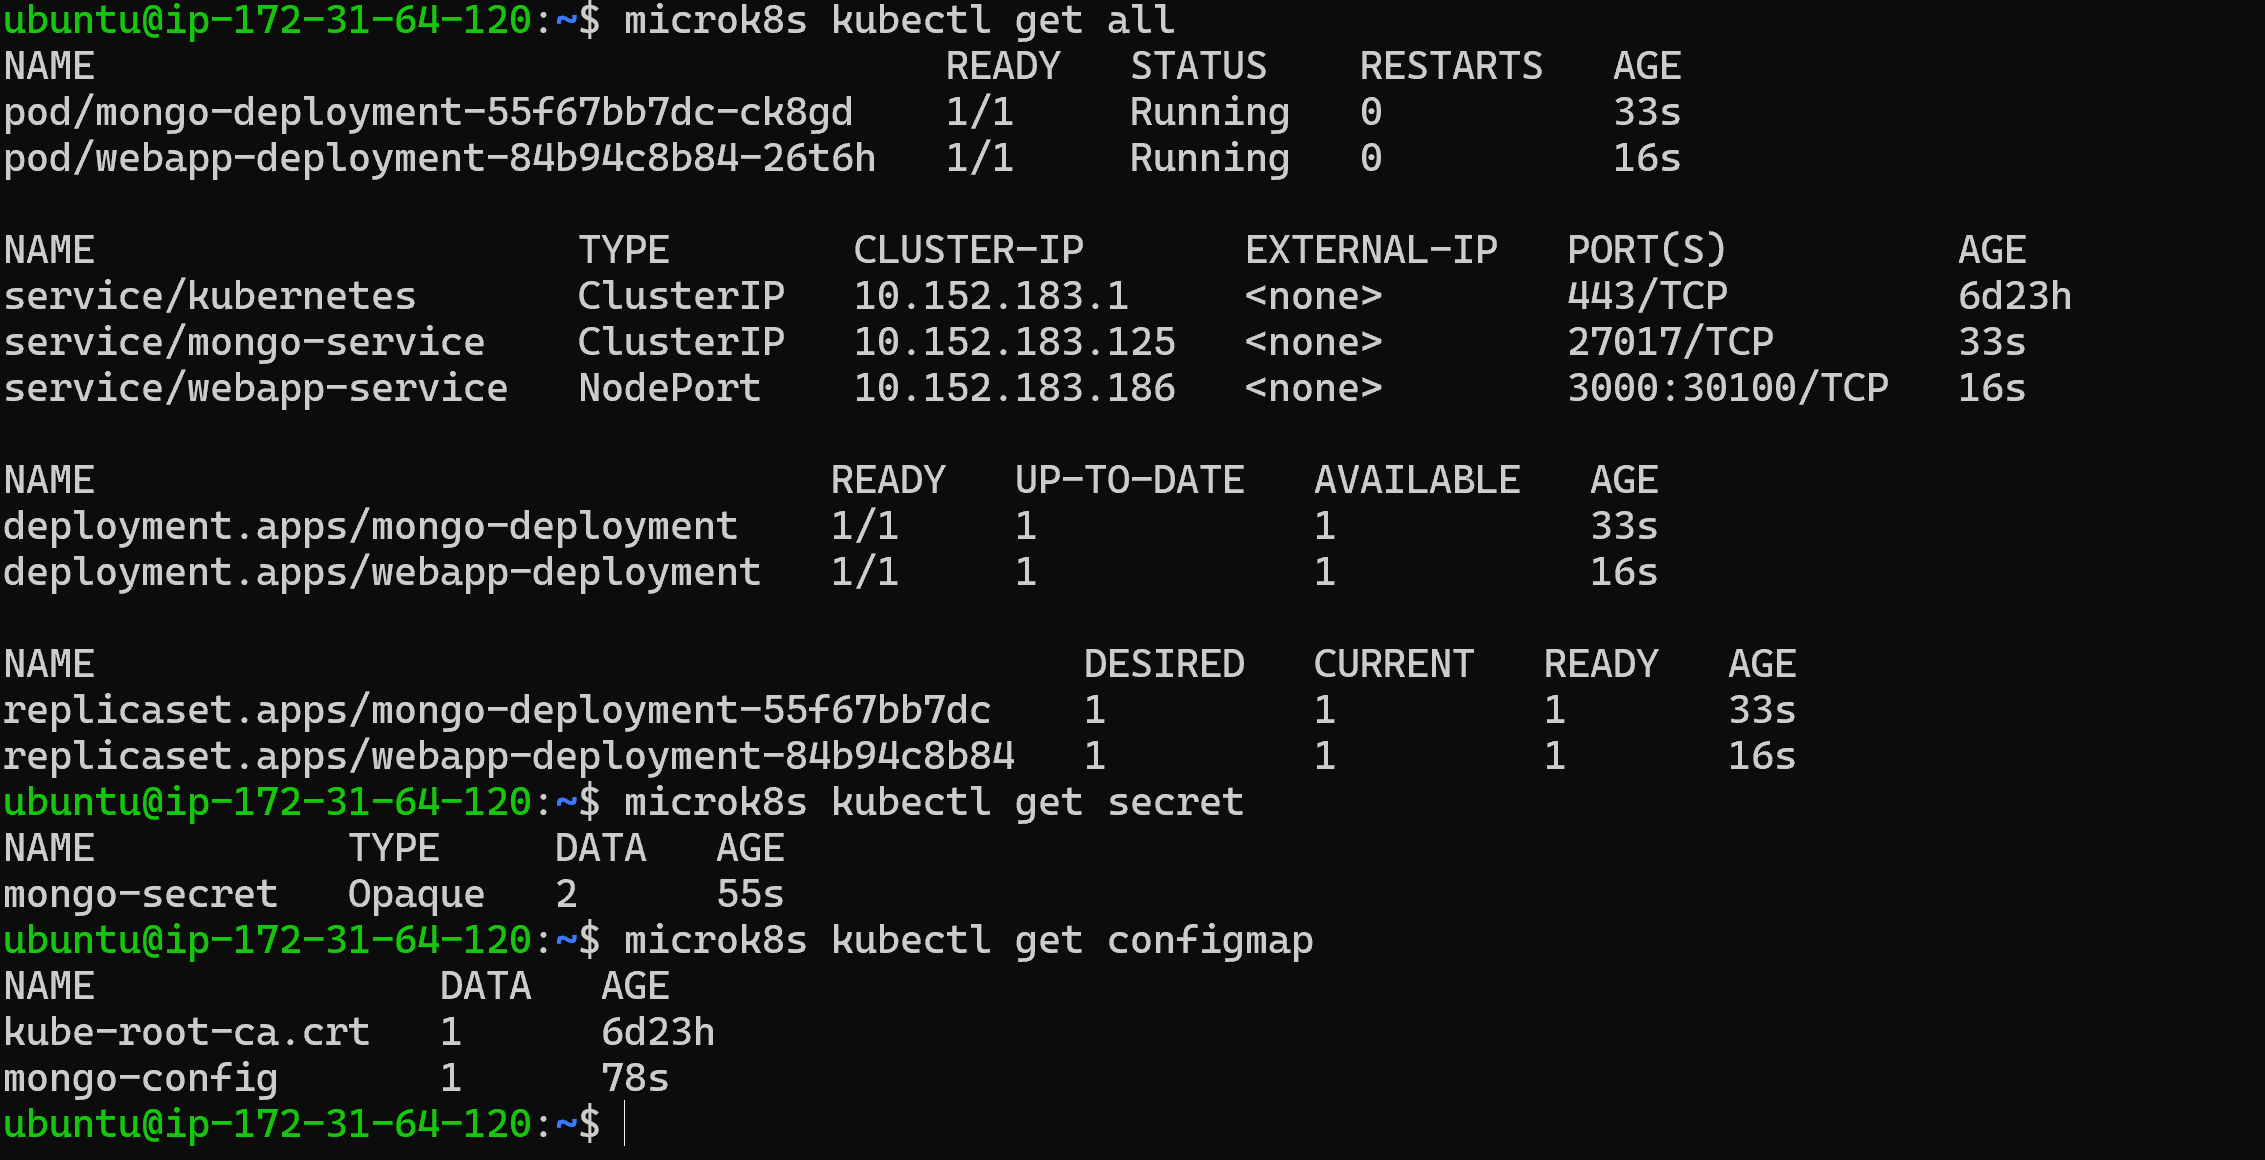 ubuntu@ip-172-31-64-120:~$ microk8s kubectl get all
NAME READY STATUS RESTARTS AGE
pod/mongo-deployment-55f67bb7dc-ck8gd 1/1 Running 0 33s
pod/webapp-deployment-84b94c8b84-26t6h 1/1 Running 0 16s
NAME TYPE CLUSTER-IP EXTERNAL-IP PORT(S) AGE
service/kubernetes ClusterIP 10.152.183.1 <none> 443/TCP 6d23h
service/mongo-service ClusterIP 10.152.183.125 <none> 27017/TCP 33s
service/webapp-service NodePort 10.152.183.186 <none> 3000:30100/TCP 16s
NAME READY UP-TO-DATE AVAILABLE AGE
deployment.apps/mongo-deployment 1/1 1 1 33s
deployment.apps/webapp-deployment 1/1 1 1 16s
NAME DESIRED CURRENT READY AGE
replicaset.apps/mongo-deployment-55f67bb7dc 1 1 1 33s
replicaset.apps/webapp-deployment-84b94c8b84 1 1 1 16s
ubuntu@ip-172-31-64-120:~$ microk8s kubectl get secret
NAME TYPE DATA AGE
mongo-secret Opaque 2 55s
ubuntu@ip-172-31-64-120:~$ microk8s kubectl get configmap
NAME DATA AGE
kube-root-ca.crt 1 6d23h
mongo-config 1 78s
ubuntu@ip-172-31-64-120:~$